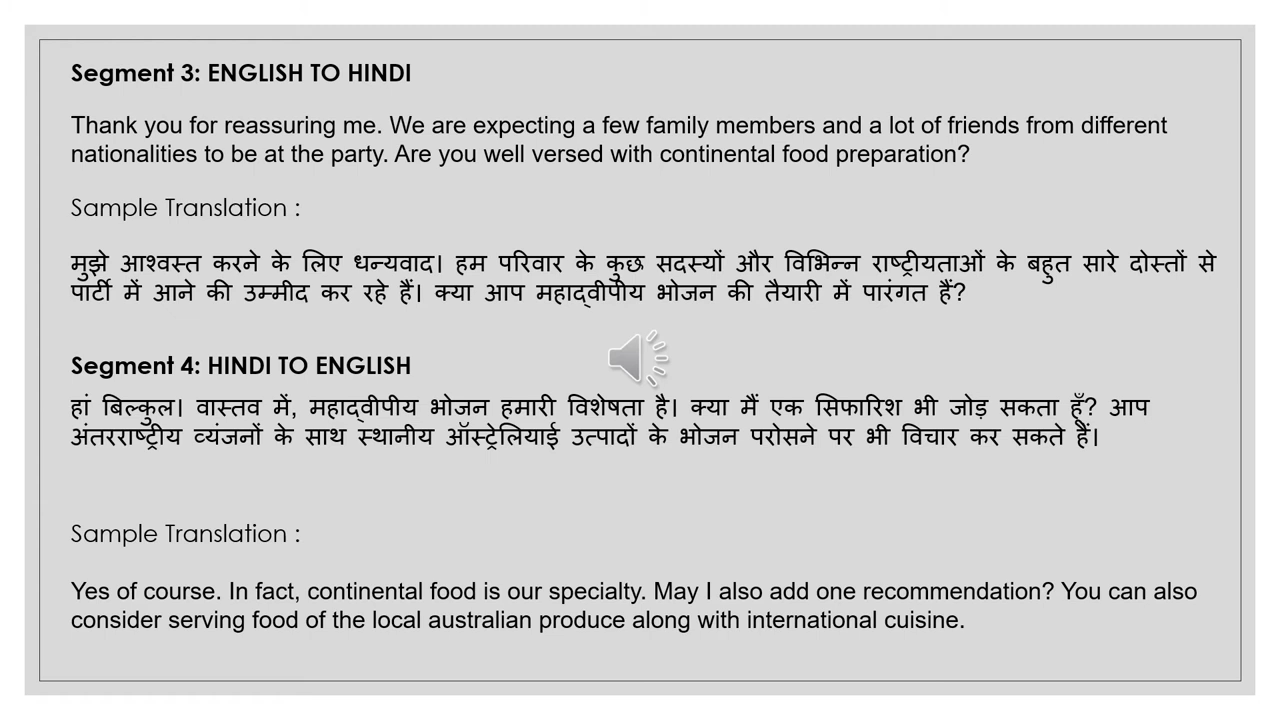 Segment 3: ENGLISH TO HINDI
Thank you for reassuring me. We are expecting a few family members and a lot of friends from different
nationalities to be at the party. Are you well versed with continental food preparation?
Sample Translation :
मुझे आश्वस्त करने के लिए धन्यवाद। हम परिवार के कुछ सदस्यों और विभिन्न राष्ट्रीयताओं के बहुत सारे दोस्तों से
पार्टी में आने की उम्मीद कर रहे हैं। क्या आप महाद्वीपीय भोजन की तैयारी में पारंगत हैं?
Segment 4: HINDI TO ENGLISH
हां बिल्कुल। वास्तव में, महाद्वीपीय भोजन हमारी विशेषता है। क्या मैं एक सिफारिश भी जोड़ सकता हूँ? आप
अंतरराष्ट्रीय व्यंजनों के साथ स्थानीय ऑस्ट्रेलियाई उत्पादों के भोजन परोसने पर भी विचार कर सकते हैं।
Sample Translation :
Yes of course. In fact, continental food is our specialty. May I also add one recommendation? You can also
consider serving food of the local australian produce along with international cuisine.